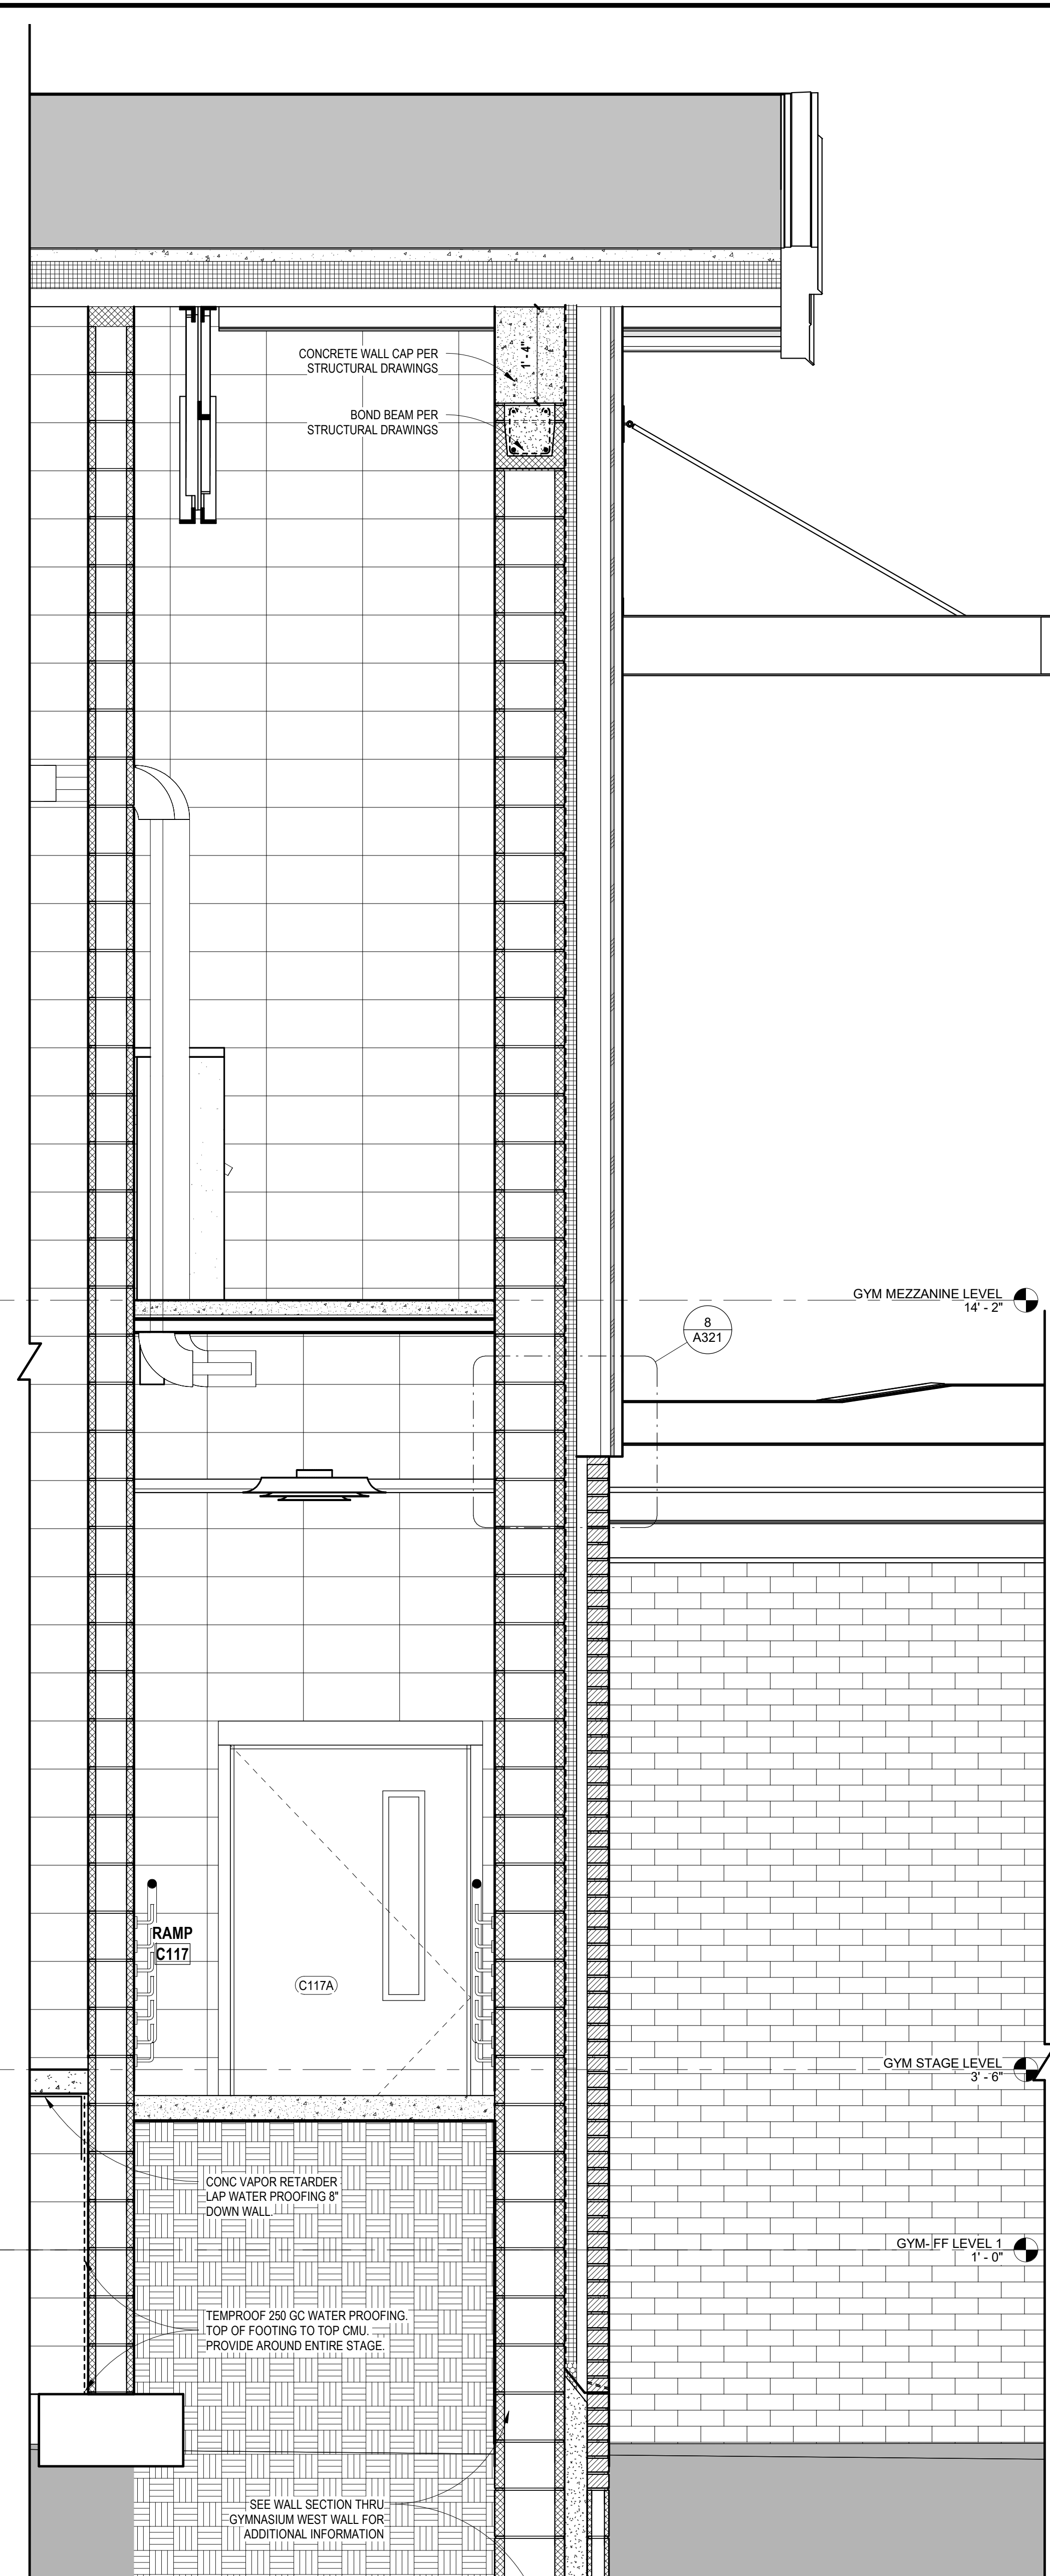 CONCRETE WALL CAP PER
STRUCTURAL DRAWINGS
1' - 4"
BOND BEAM PER
STRUCTURAL DRAWINGS
GYM MEZZANINE LEVEL
14' - 2"
8
A321
RAMP
C117
C117A
GYM STAGE LEVEL
3' - 6"
CONC VAPOR RETARDER
LAP WATER PROOFING 8"
DOWN WALL.
GYM- FF LEVEL 1
1' - 0"
TEMPROOF 250 GC WATER PROOFING.
TOP OF FOOTING TO TOP CMU.
PROVIDE AROUND ENTIRE STAGE.
SEE WALL SECTION THRU
GYMNASIUM WEST WALL FOR
ADDITIONAL INFORMATION